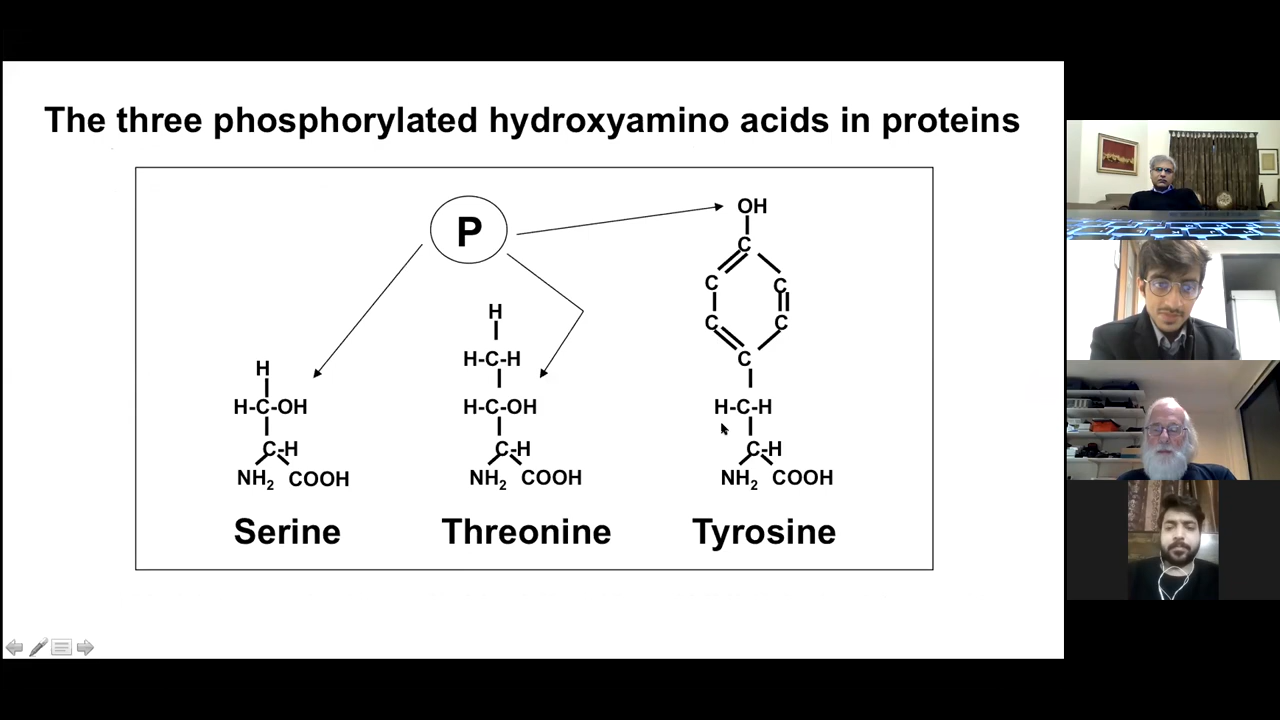 The three phosphorylated hydroxyamino acids in proteins
P
OH
C
C C
C C
C
H
H-C-OH
C-H
NH₂ COOH
Serine
H
H-C-H
H-C-OH
C-H
NH₂ COOH
Threonine
H-C-H
C-H
NH₂ COOH
Tyrosine